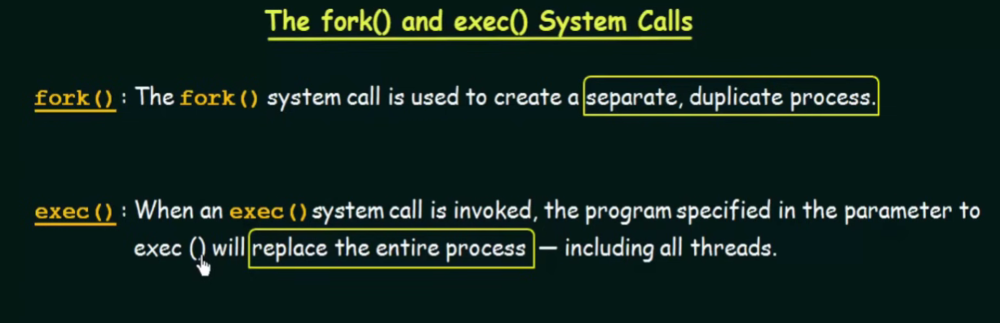 The fork() and exec() System Calls
fork() : The fork() system call is used to create a separate, duplicate process.
exec() : When an exec() system call is invoked, the program specified in the parameter to
exec () will replace the entire process — including all threads.